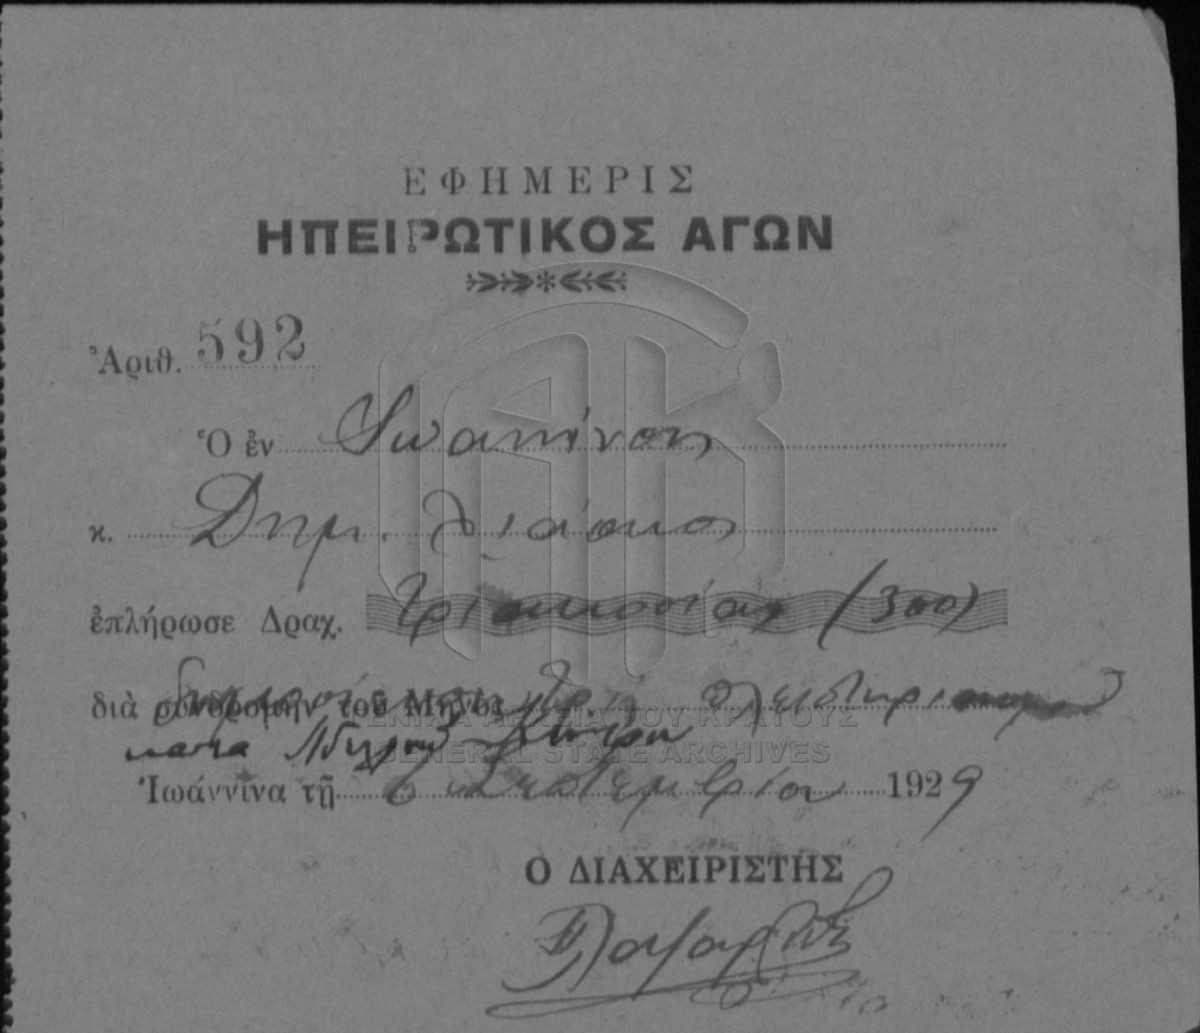 ΕΦΗΜΕΡΙΣ
ΗΠΕΙΡΩΤΙΚΟΣ ΑΓΩΝ
Ἀριθ. 592
Ὁ ἐν
κ. Δημ.
ἐπλήρωσε Δραχ. τριακοσίας (300)
διὰ συνδρομὴν τοῦ Μηνὸς
ΓΕΝΙΚΑ ΑΡΧΕΙΑ ΤΟΥ ΚΡΑΤΟΥΣ
κατὰ
GENERAL STATE ARCHIVES
Ἰωάννινα τῇ 6 Σεπτεμβρίου 1929
Ο ΔΙΑΧΕΙΡΙΣΤΗΣ